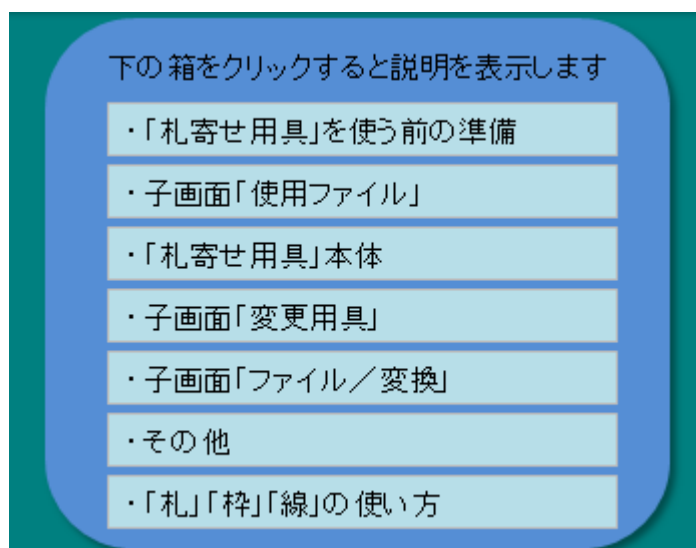 下の箱をクリックすると説明を表示します
・「札寄せ用具」を使う前の準備
・子画面「使用ファイル」
・「札寄せ用具」本体
・子画面「変更用具」
・子画面「ファイル／変換」
・その他
・「札」「枠」「線」の使い方